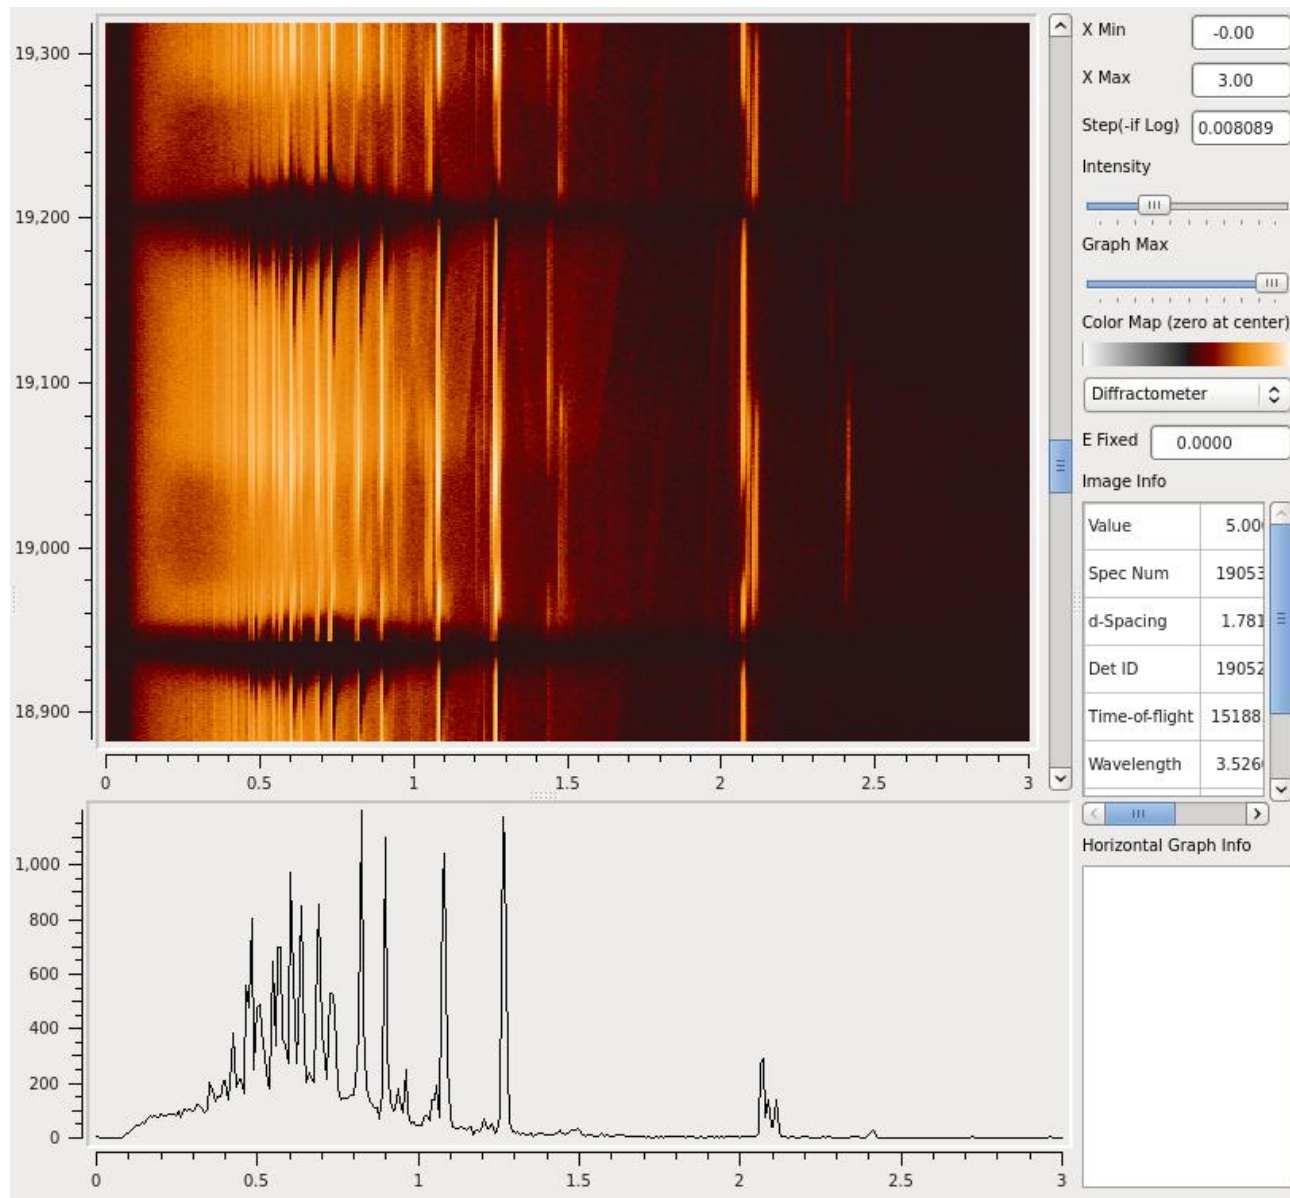 19,300
19,200
19,100
19,000
18,900
0 0.5 1 1.5 2 2.5 3
1,000
800
600
400
200
0
0 0.5 1 1.5 2 2.5 3
X Min -0.00
X Max 3.00
Step(-if Log) 0.008089
Intensity
Graph Max
Color Map (zero at center)
Diffractometer
E Fixed 0.0000
Image Info
Value 5.00
Spec Num 19053
d-Spacing 1.781
Det ID 19052
Time-of-flight 15188
Wavelength 3.526
Horizontal Graph Info